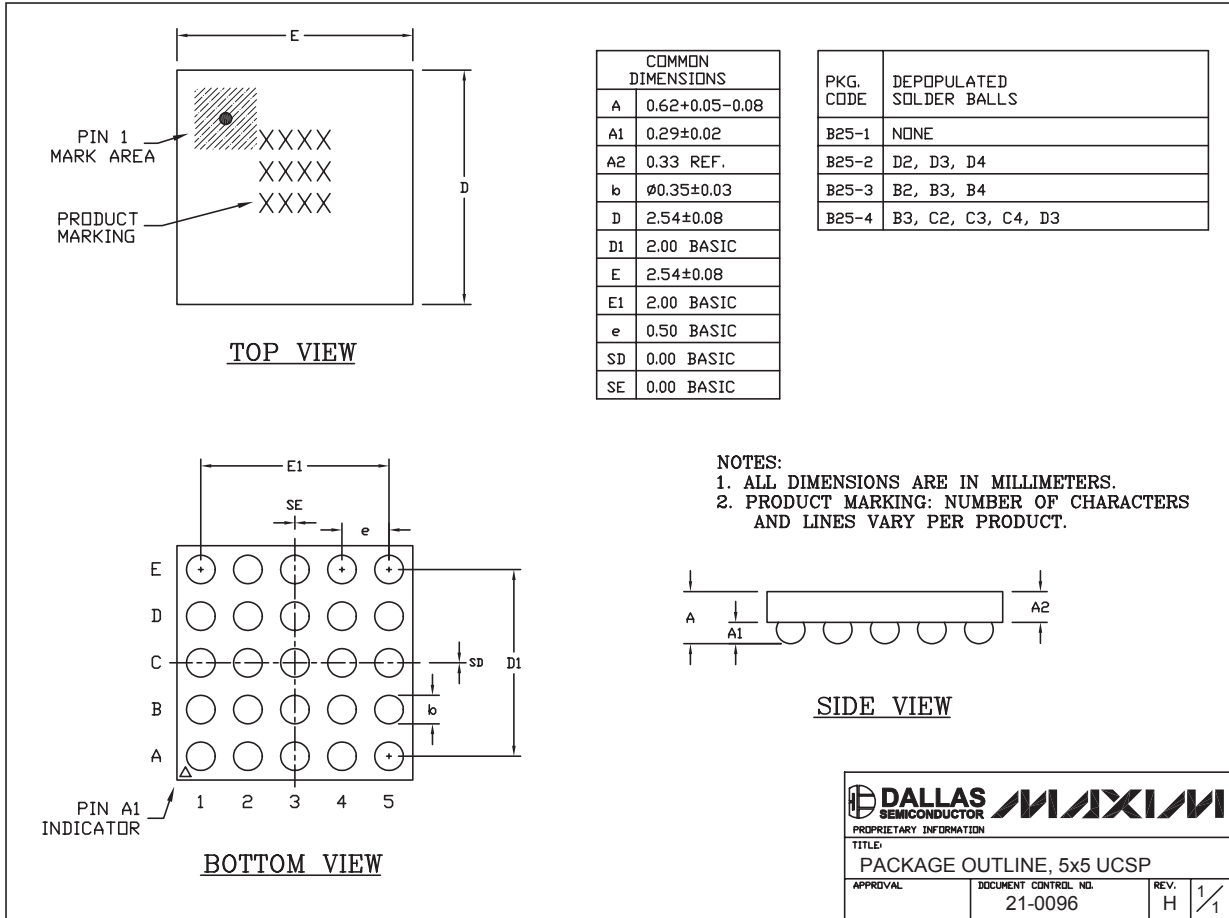 E
PIN 1
MARK AREA
XXXX
XXXX
XXXX
PRODUCT
MARKING
D
TOP VIEW
COMMON
DIMENSIONS
A 0.62+0.05-0.08
A1 0.29±0.02
A2 0.33 REF.
b ø0.35±0.03
D 2.54±0.08
D1 2.00 BASIC
E 2.54±0.08
E1 2.00 BASIC
e 0.50 BASIC
SD 0.00 BASIC
SE 0.00 BASIC
PKG. CODE DEPOPULATED SOLDER BALLS
B25-1 NONE
B25-2 D2, D3, D4
B25-3 B2, B3, B4
B25-4 B3, C2, C3, C4, D3
NOTES:
1. ALL DIMENSIONS ARE IN MILLIMETERS.
2. PRODUCT MARKING: NUMBER OF CHARACTERS
AND LINES VARY PER PRODUCT.
E1
SE
e
E
D
C
B
A
SD
D1
b
1 2 3 4 5
PIN A1
INDICATOR
BOTTOM VIEW
A
A1
A2
SIDE VIEW
DALLAS
SEMICONDUCTOR
MAXIM
PROPRIETARY INFORMATION
TITLE:
PACKAGE OUTLINE, 5x5 UCSP
APPROVAL
DOCUMENT CONTROL NO.
21-0096
REV.
H
1/1